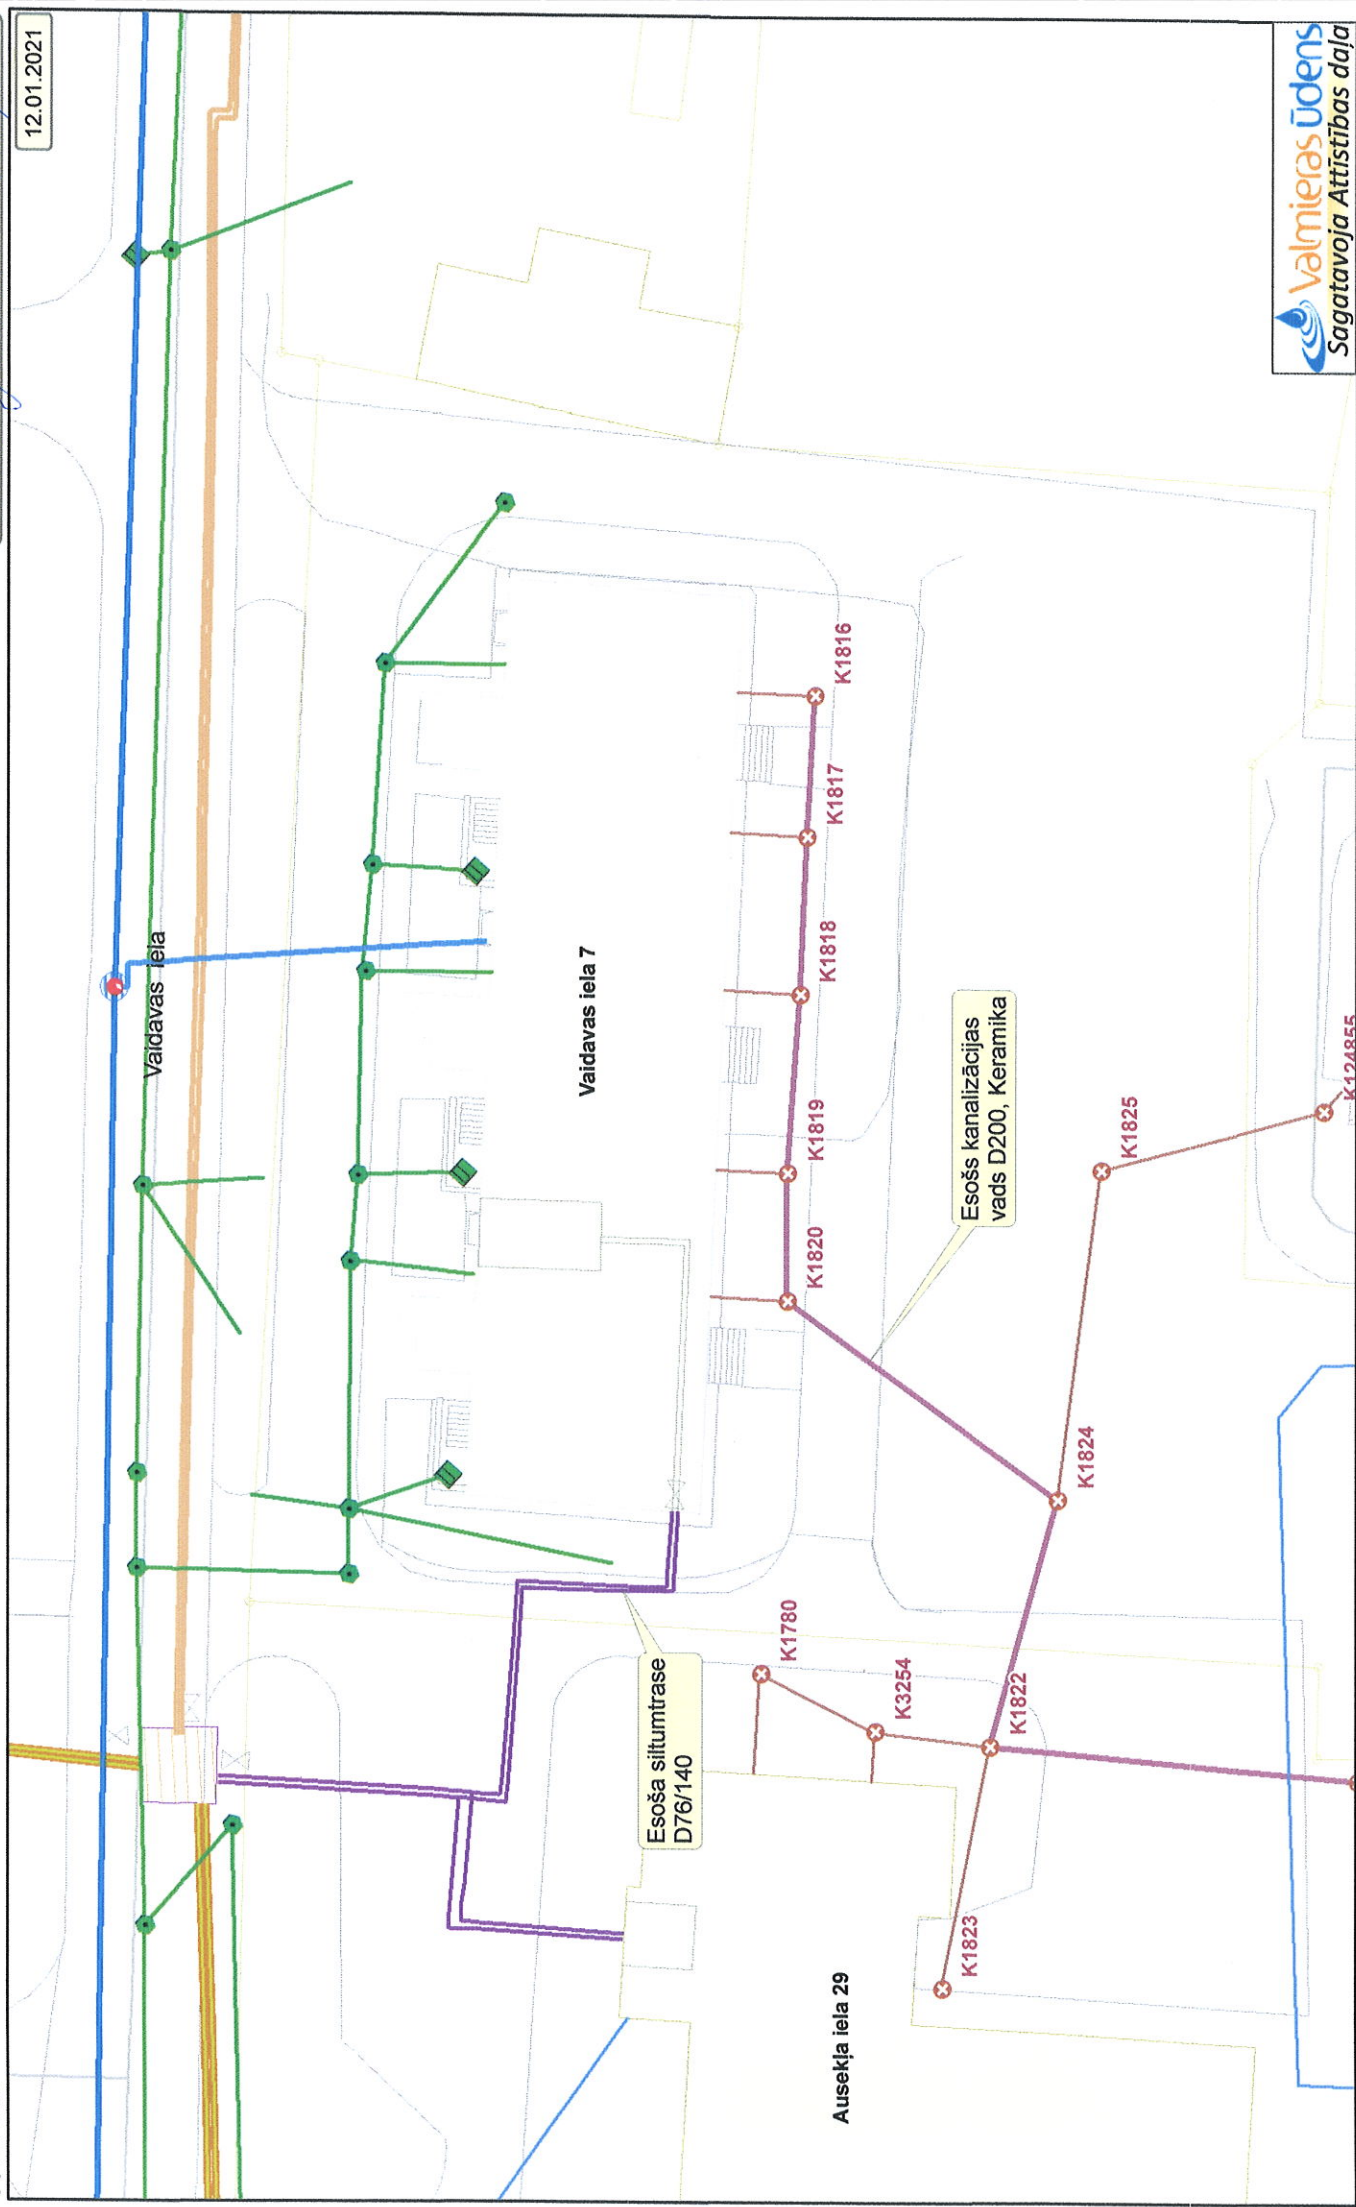 12.01.2021
Vaidavas iela
Vaidavas iela 7
K1816
K1817
K1818
K1819
K1820
Esošs kanalizācijas
vads D200, Keramika
K1825
K124855
K1824
K1822
K1780
K3254
Esoša siltumtrase
D76/140
K1823
Ausekļa iela 29
Valmieras ūdens
Sagatavoja Attīstības daļa